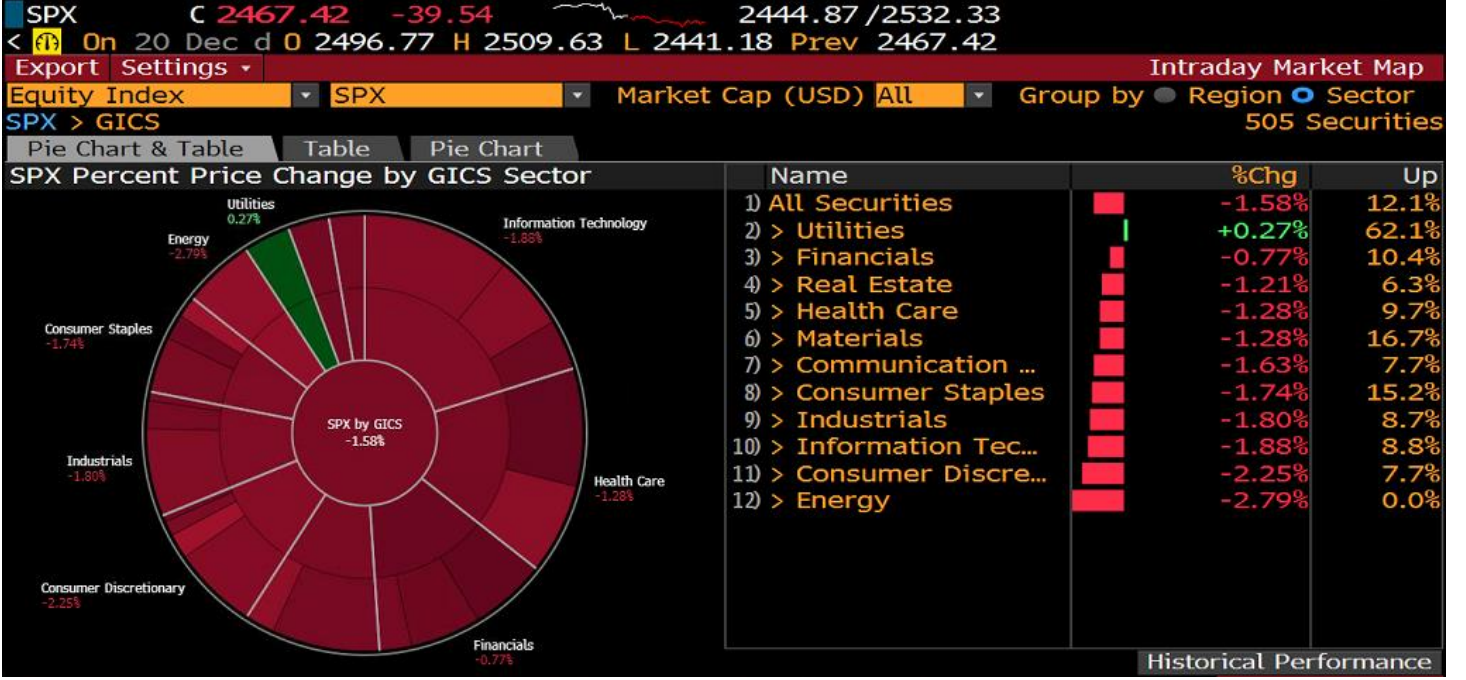 SPX C 2467.42 -39.54 2444.87/2532.33
< On 20 Dec d O 2496.77 H 2509.63 L 2441.18 Prev 2467.42
Export Settings Intraday Market Map
Equity Index SPX Market Cap (USD) All Group by Region Sector
SPX > GICS 505 Securities
Pie Chart & Table Table Pie Chart
SPX Percent Price Change by GICS Sector
Utilities
0.27%
Information Technology
-1.88%
Energy
-2.79%
Consumer Staples
-1.74%
SPX by GICS
-1.58%
Industrials
-1.80%
Health Care
-1.28%
Consumer Discretionary
-2.25%
Financials
-0.77%
Name %Chg Up
1) All Securities -1.58% 12.1%
2) > Utilities +0.27% 62.1%
3) > Financials -0.77% 10.4%
4) > Real Estate -1.21% 6.3%
5) > Health Care -1.28% 9.7%
6) > Materials -1.28% 16.7%
7) > Communication ... -1.63% 7.7%
8) > Consumer Staples -1.74% 15.2%
9) > Industrials -1.80% 8.7%
10) > Information Tec... -1.88% 8.8%
11) > Consumer Discre... -2.25% 7.7%
12) > Energy -2.79% 0.0%
Historical Performance